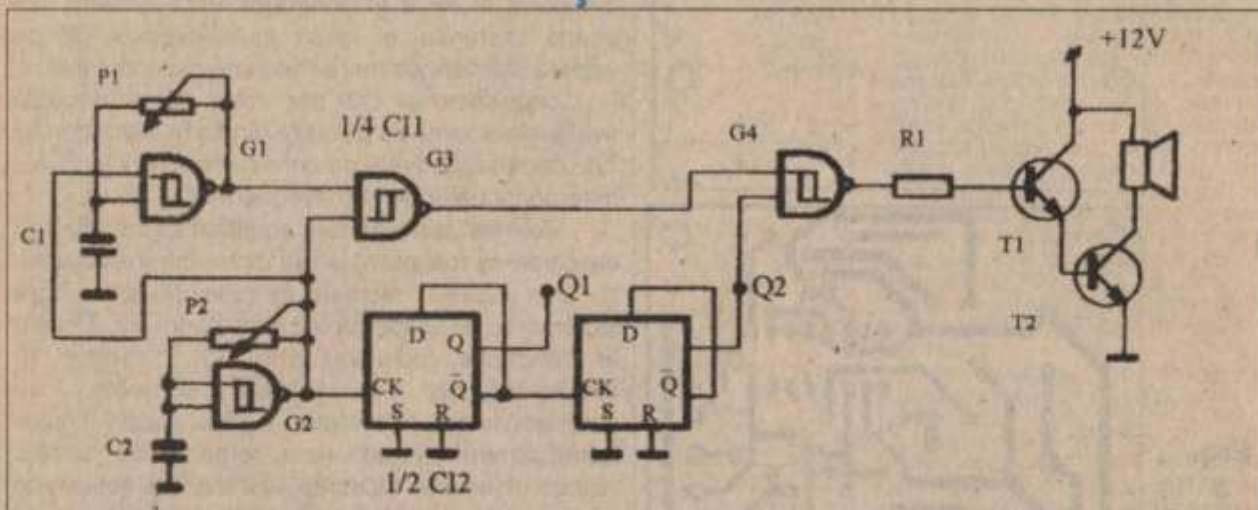 +12V
P1
G1
1/4 CI1
G3
G4
R1
C1
T1
P2
Q1
Q2
D
Q
D
T2
CK
Q̅
CK
Q̅
S
R
S
R
G2
C2
1/2 CI2